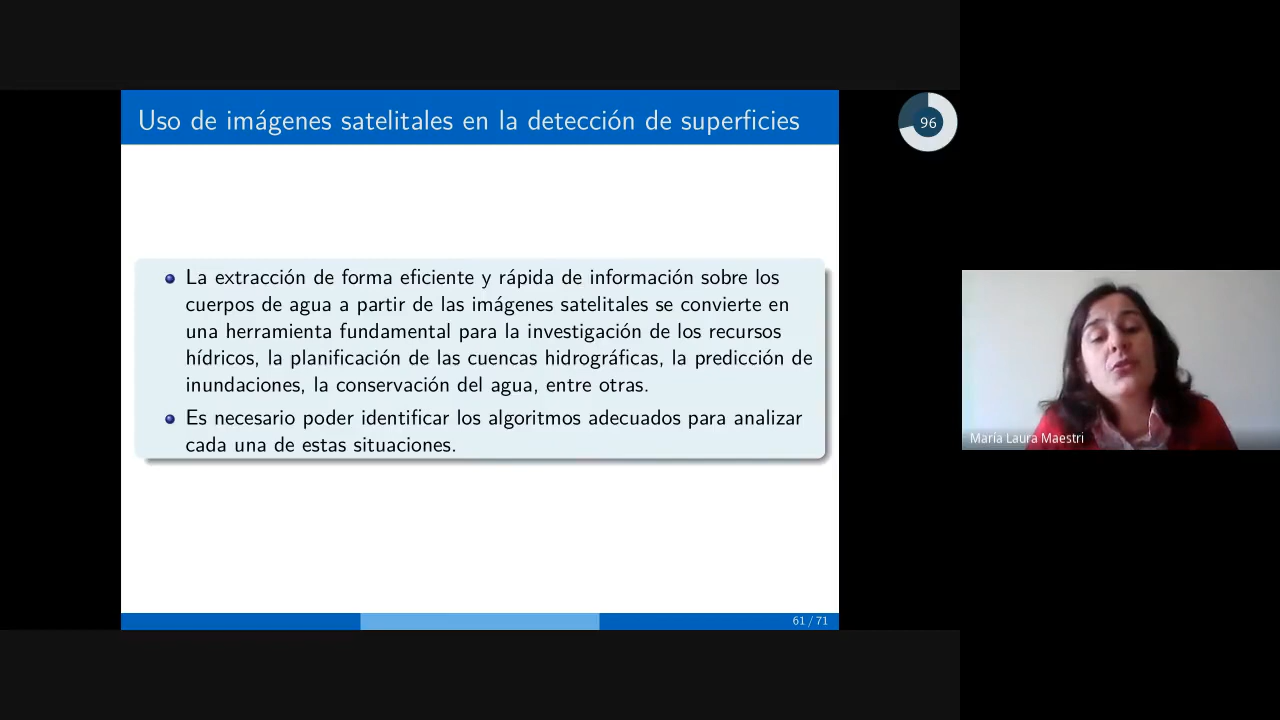 Uso de imágenes satelitales en la detección de superficies
96
La extracción de forma eficiente y rápida de información sobre los
cuerpos de agua a partir de las imágenes satelitales se convierte en
una herramienta fundamental para la investigación de los recursos
hídricos, la planificación de las cuencas hidrográficas, la predicción de
inundaciones, la conservación del agua, entre otras.
Es necesario poder identificar los algoritmos adecuados para analizar
cada una de estas situaciones.
María Laura Maestri
61 / 71